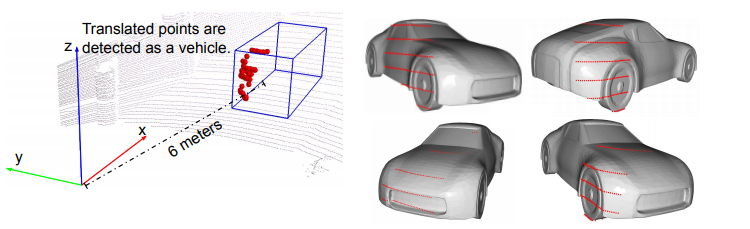 Translated points are
z detected as a vehicle.
x
6 meters
y